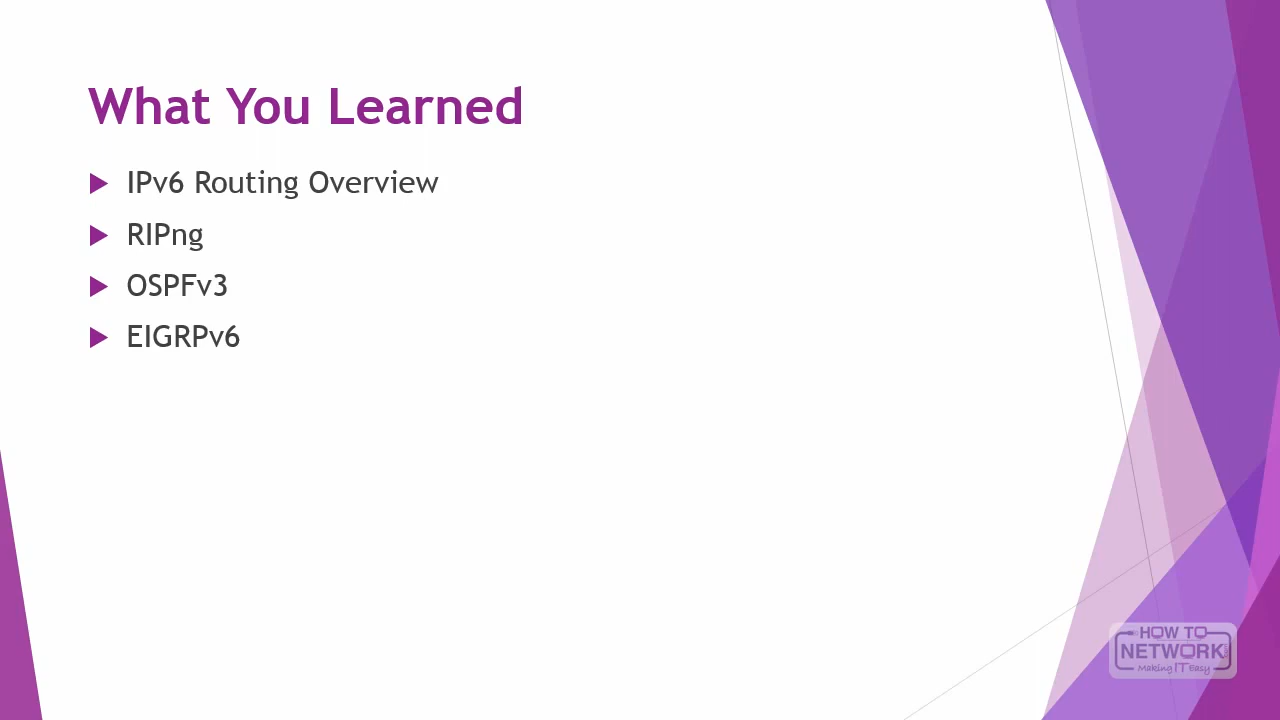 What You Learned
IPv6 Routing Overview
RIPng
OSPFv3
EIGRPv6
HOW TO
NETWORK
Making IT Easy